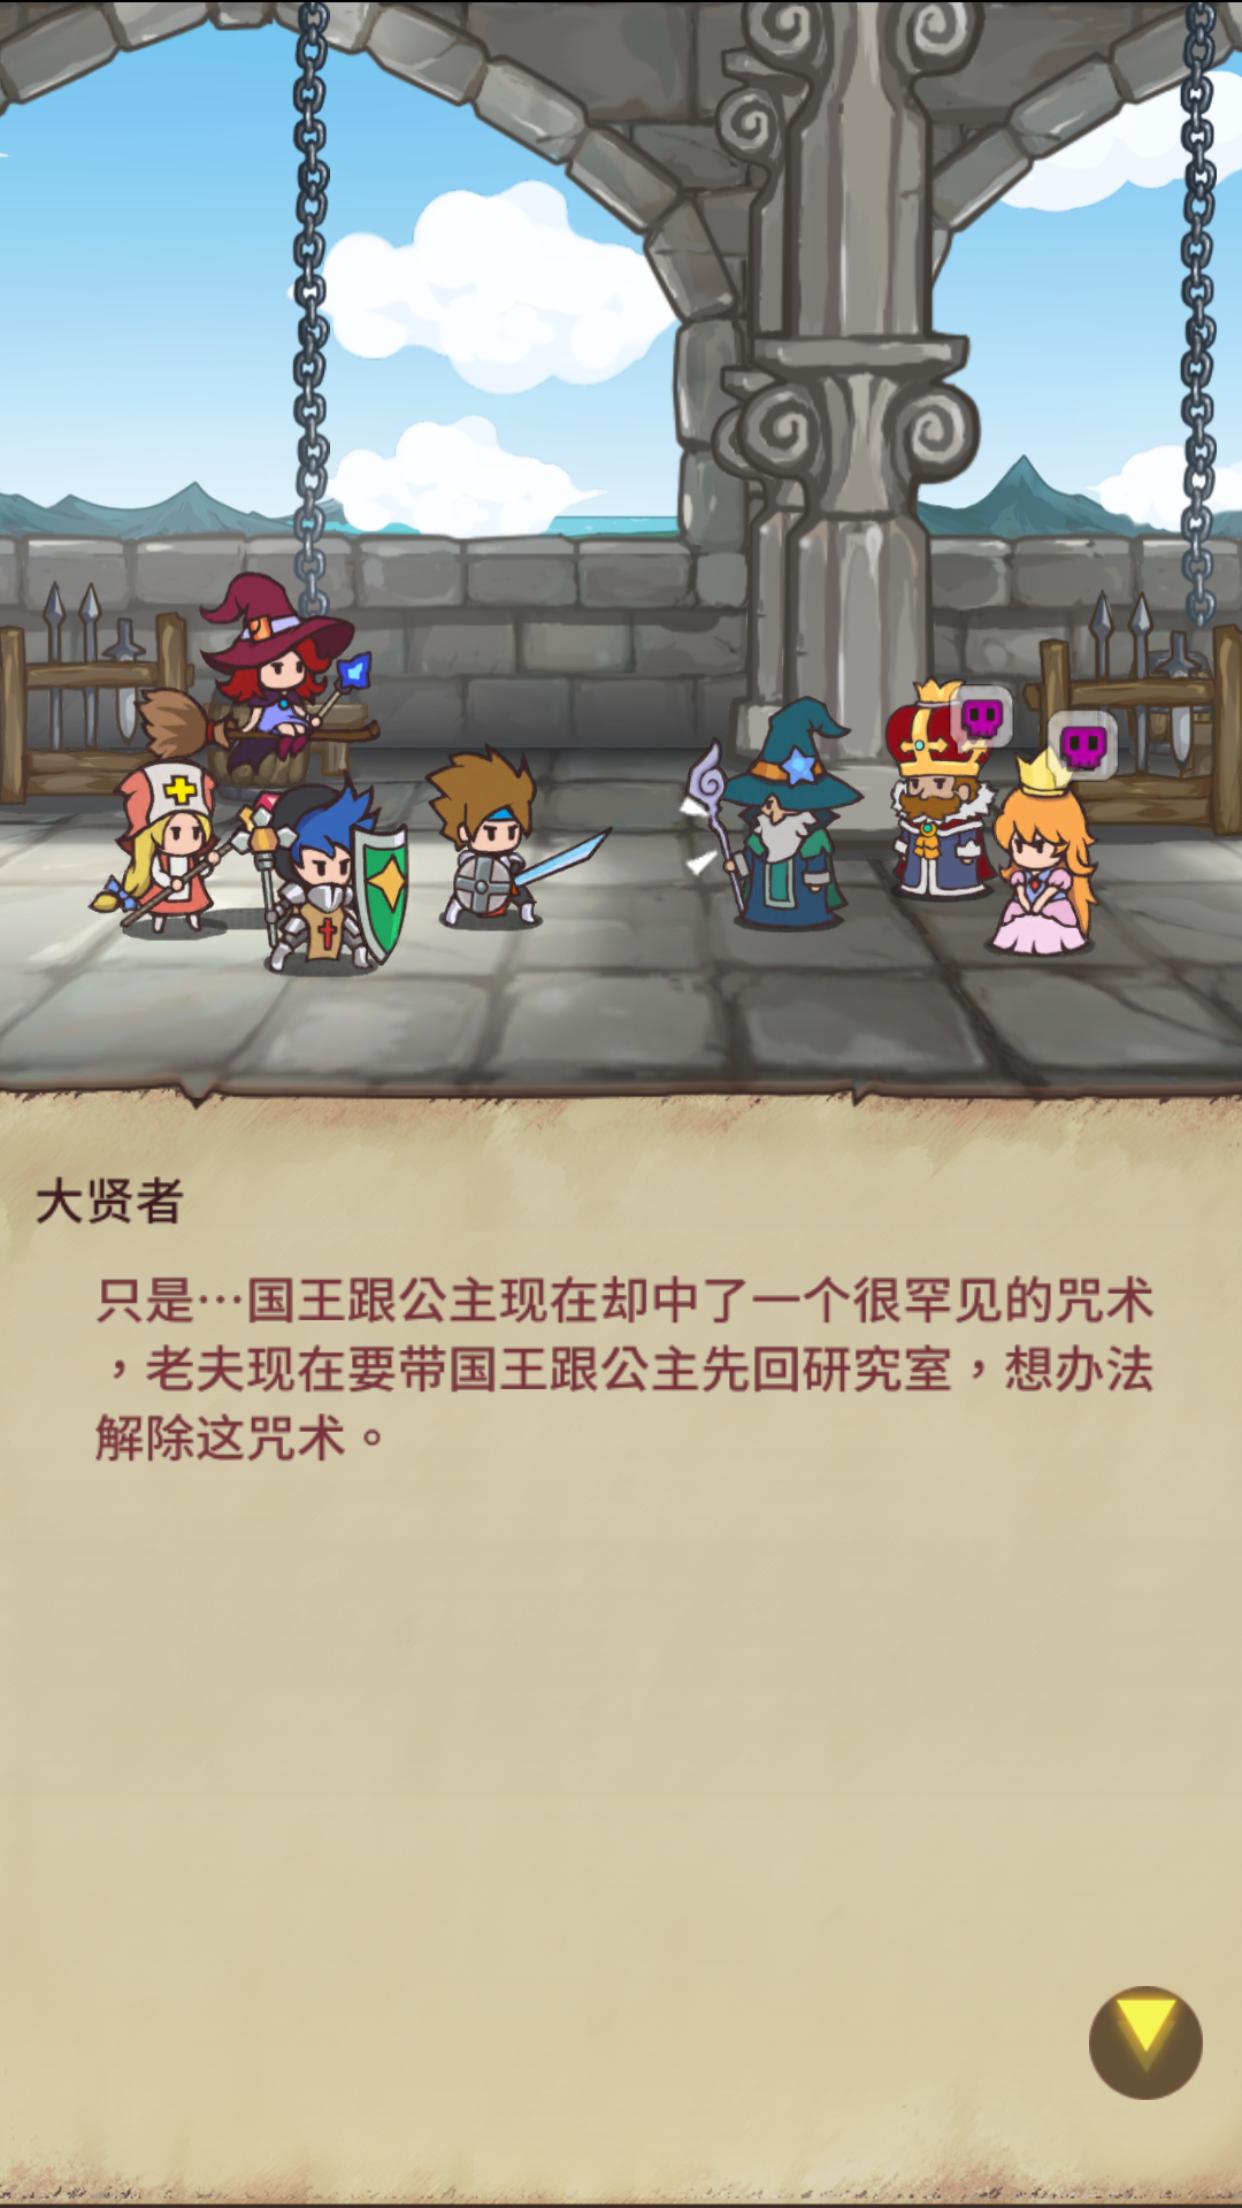 大贤者
只是…国王跟公主现在却中了一个很罕见的咒术
，老夫现在要带国王跟公主先回研究室，想办法
解除这咒术。